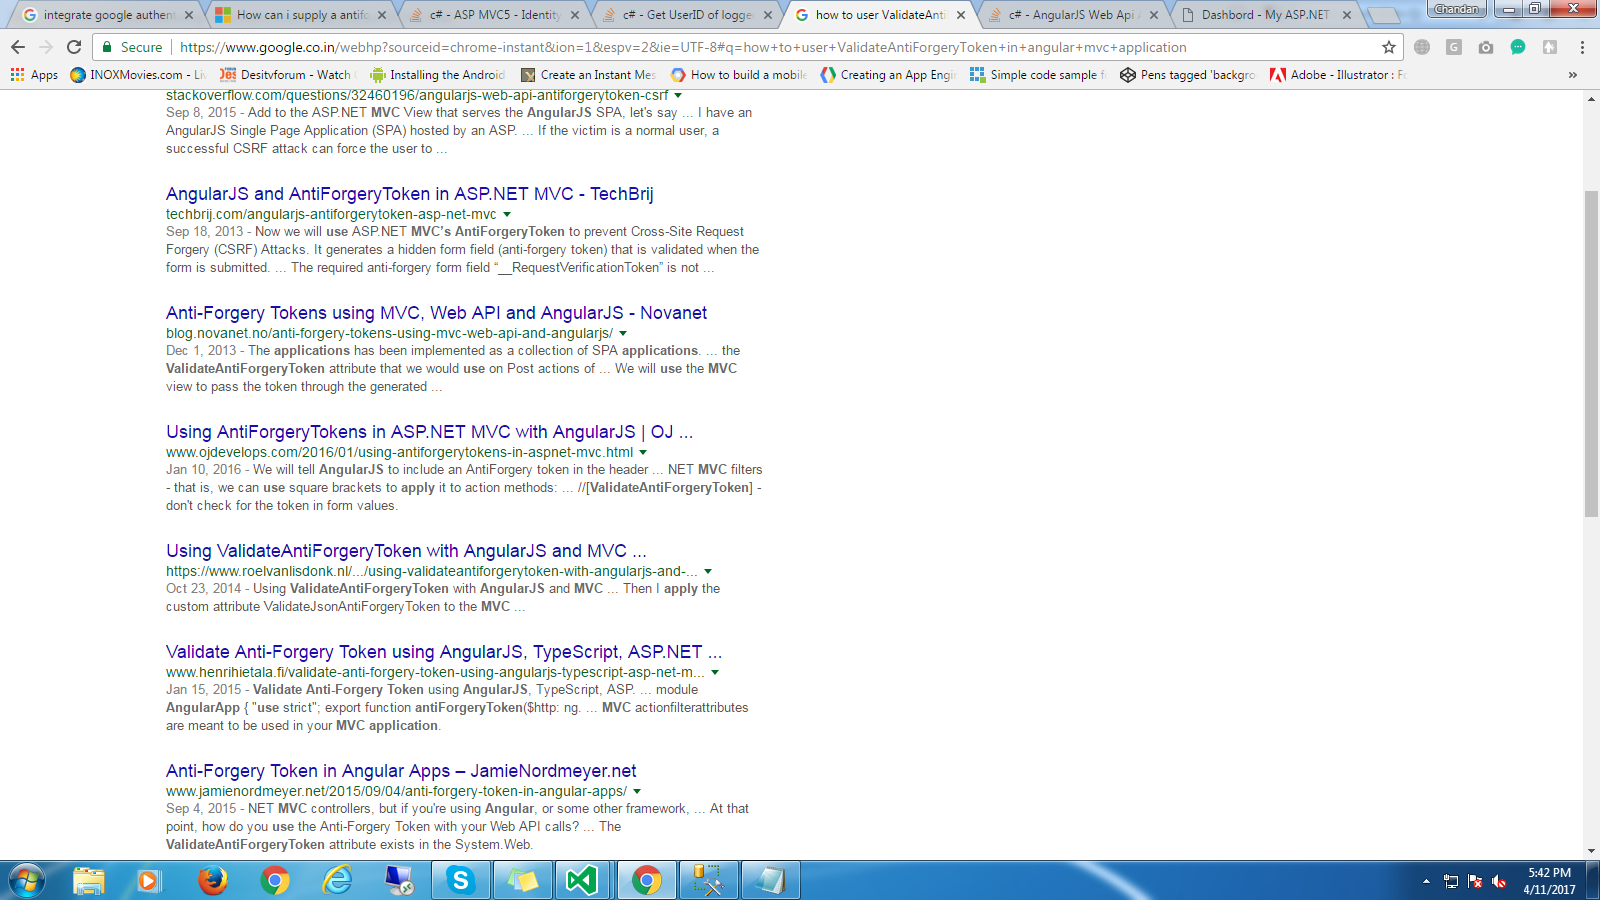 integrate google authent
How can i supply a antifo
c# - ASP MVC5 - Identity
c# - Get UserID of logge
how to user ValidateAnti
c# - AngularJS Web Api A
Dashbord - My ASP.NET
Chandan
Secure
https://www.google.co.in/webhp?sourceid=chrome-instant&ion=1&espv=2&ie=UTF-8#q=how+to+user+ValidateAntiForgeryToken+in+angular+mvc+application
Apps
INOXMovies.com - Li
Desitvforum - Watch
Installing the Android
Create an Instant Mes
How to build a mobile
Creating an App Engi
Simple code sample f
Pens tagged 'backgro
Adobe - Illustrator : Fo
»
stackoverflow.com/questions/32460196/angularjs-web-api-antiforgerytoken-csrf
Sep 8, 2015 - Add to the ASP.NET MVC View that serves the AngularJS SPA, let's say ... I have an
AngularJS Single Page Application (SPA) hosted by an ASP. ... If the victim is a normal user, a
successful CSRF attack can force the user to ...
AngularJS and AntiForgeryToken in ASP.NET MVC - TechBrij
techbrij.com/angularjs-antiforgerytoken-asp-net-mvc
Sep 18, 2013 - Now we will use ASP.NET MVC's AntiForgeryToken to prevent Cross-Site Request
Forgery (CSRF) Attacks. It generates a hidden form field (anti-forgery token) that is validated when the
form is submitted. ... The required anti-forgery form field “__RequestVerificationToken” is not ...
Anti-Forgery Tokens using MVC, Web API and AngularJS - Novanet
blog.novanet.no/anti-forgery-tokens-using-mvc-web-api-and-angularjs/
Dec 1, 2013 - The applications has been implemented as a collection of SPA applications. ... the
ValidateAntiForgeryToken attribute that we would use on Post actions of ... We will use the MVC
view to pass the token through the generated ...
Using AntiForgeryTokens in ASP.NET MVC with AngularJS | OJ ...
www.ojdevelops.com/2016/01/using-antiforgerytokens-in-aspnet-mvc.html
Jan 10, 2016 - We will tell AngularJS to include an AntiForgery token in the header ... NET MVC filters
- that is, we can use square brackets to apply it to action methods: ... //[ValidateAntiForgeryToken] -
don't check for the token in form values.
Using ValidateAntiForgeryToken with AngularJS and MVC ...
https://www.roelvanlisdonk.nl/.../using-validateantiforgerytoken-with-angularjs-and-...
Oct 23, 2014 - Using ValidateAntiForgeryToken with AngularJS and MVC ... Then I apply the
custom attribute ValidateJsonAntiForgeryToken to the MVC ...
Validate Anti-Forgery Token using AngularJS, TypeScript, ASP.NET ...
www.henrihietala.fi/validate-anti-forgery-token-using-angularjs-typescript-asp-net-m...
Jan 15, 2015 - Validate Anti-Forgery Token using AngularJS, TypeScript, ASP. ... module
AngularApp { "use strict"; export function antiForgeryToken($http: ng. ... MVC actionfilterattributes
are meant to be used in your MVC application.
Anti-Forgery Token in Angular Apps – JamieNordmeyer.net
www.jamienordmeyer.net/2015/09/04/anti-forgery-token-in-angular-apps/
Sep 4, 2015 - NET MVC controllers, but if you're using Angular, or some other framework, ... At that
point, how do you use the Anti-Forgery Token with your Web API calls? ... The
ValidateAntiForgeryToken attribute exists in the System.Web.
5:42 PM
4/11/2017